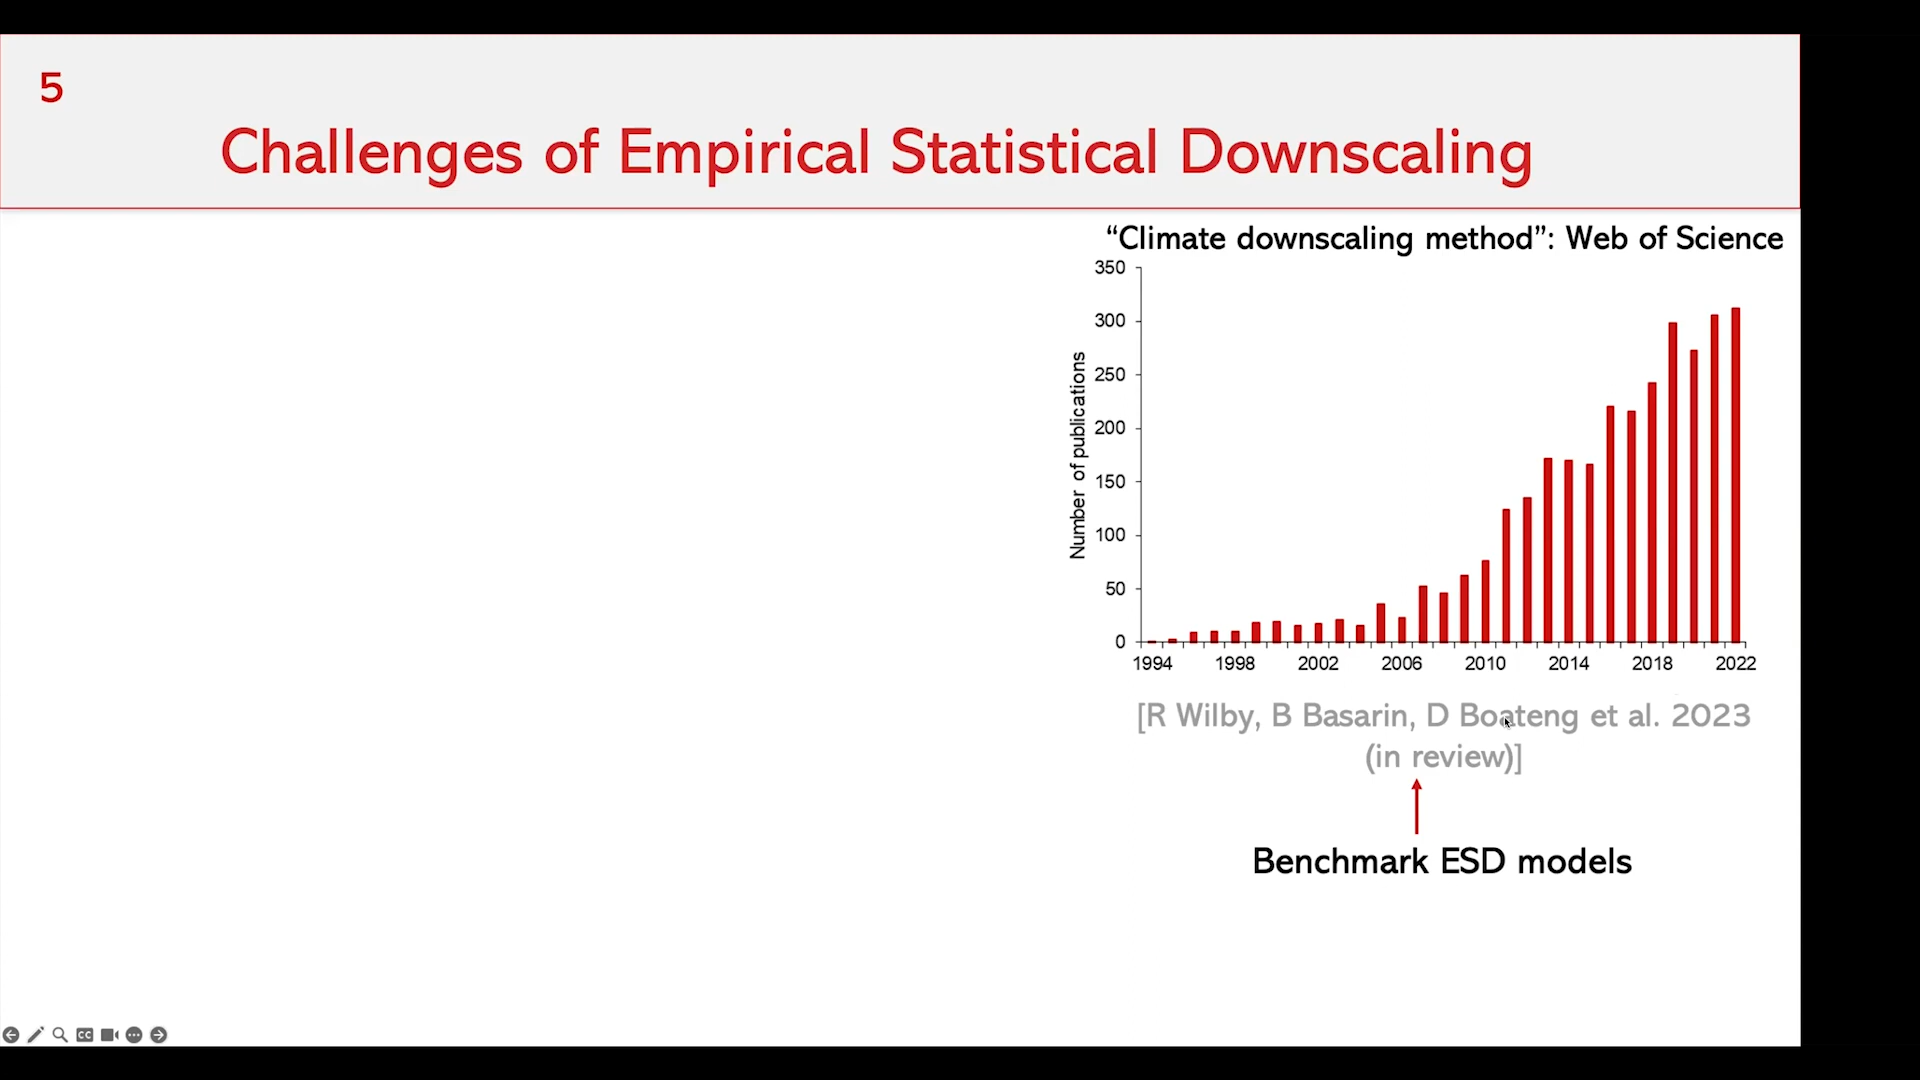 5
Challenges of Empirical Statistical Downscaling
“Climate downscaling method”: Web of Science
350
300
250
200
150
100
50
0
Number of publications
1994 1998 2002 2006 2010 2014 2018 2022
[R Wilby, B Basarin, D Boateng et al. 2023
(in review)]
Benchmark ESD models
CC